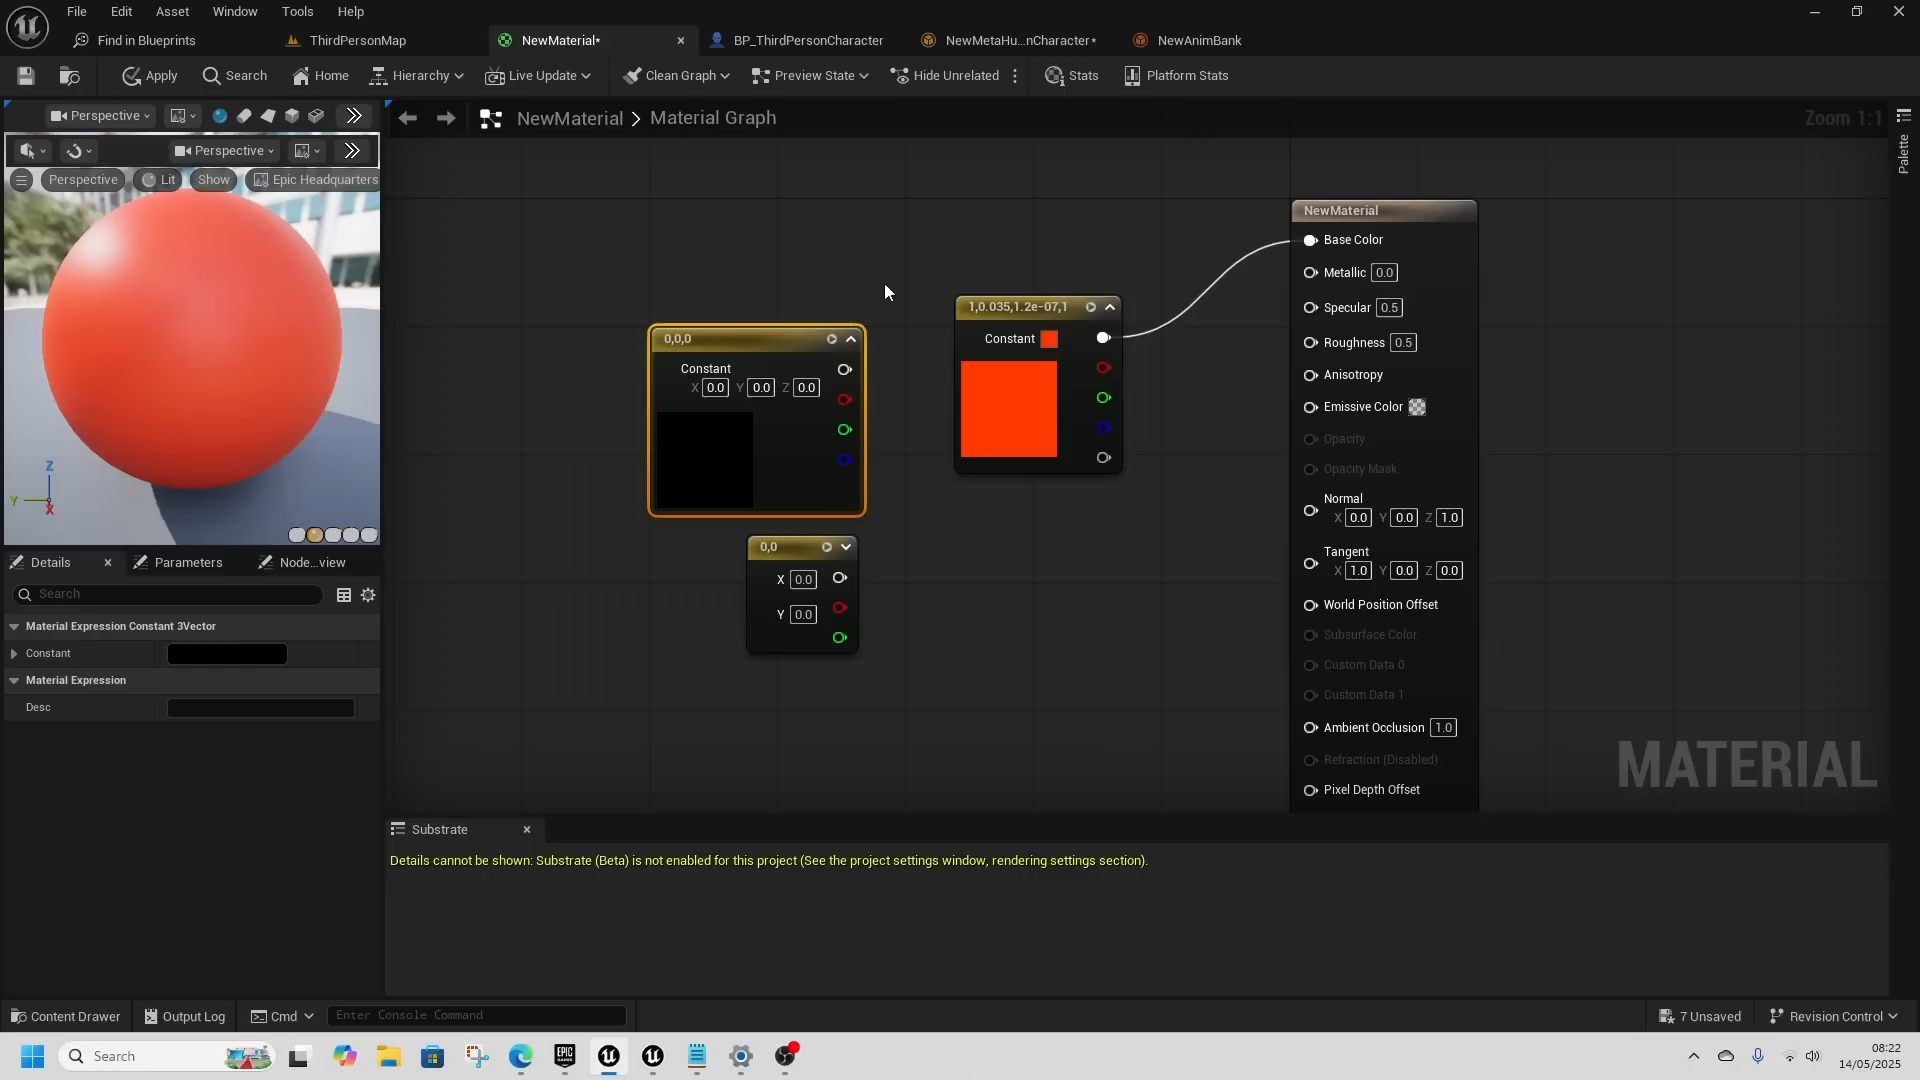 File Edit Asset Window Tools Help
Find in Blueprints ThirdPersonMap NewMaterial* BP_ThirdPersonCharacter NewMetaHu...nCharacter* NewAnimBank
Apply Search Home Hierarchy Live Update Clean Graph Preview State Hide Unrelated Stats Platform Stats
Perspective
NewMaterial > Material Graph
Zoom 1:1
Palette
Perspective
Perspective Lit Show Epic Headquarters
Z
Y
X
NewMaterial
Base Color
Metallic 0.0
Specular 0.5
Roughness 0.5
Anisotropy
Emissive Color
Opacity
Opacity Mask
Normal
X 0.0 Y 0.0 Z 1.0
Tangent
X 1.0 Y 0.0 Z 0.0
World Position Offset
Subsurface Color
Custom Data 0
Custom Data 1
Ambient Occlusion 1.0
Refraction (Disabled)
Pixel Depth Offset
1,0.035,1.2e-07,1
Constant
0,0,0
Constant
X 0.0 Y 0.0 Z 0.0
0,0
X 0.0
Y 0.0
MATERIAL
Details Parameters Node...view
Search
Material Expression Constant 3Vector
Constant
Material Expression
Desc
Substrate
Details cannot be shown: Substrate (Beta) is not enabled for this project (See the project settings window, rendering settings section).
Content Drawer Output Log Cmd Enter Console Command 7 Unsaved Revision Control
Search
EPIC GAMES
08:22
14/05/2025